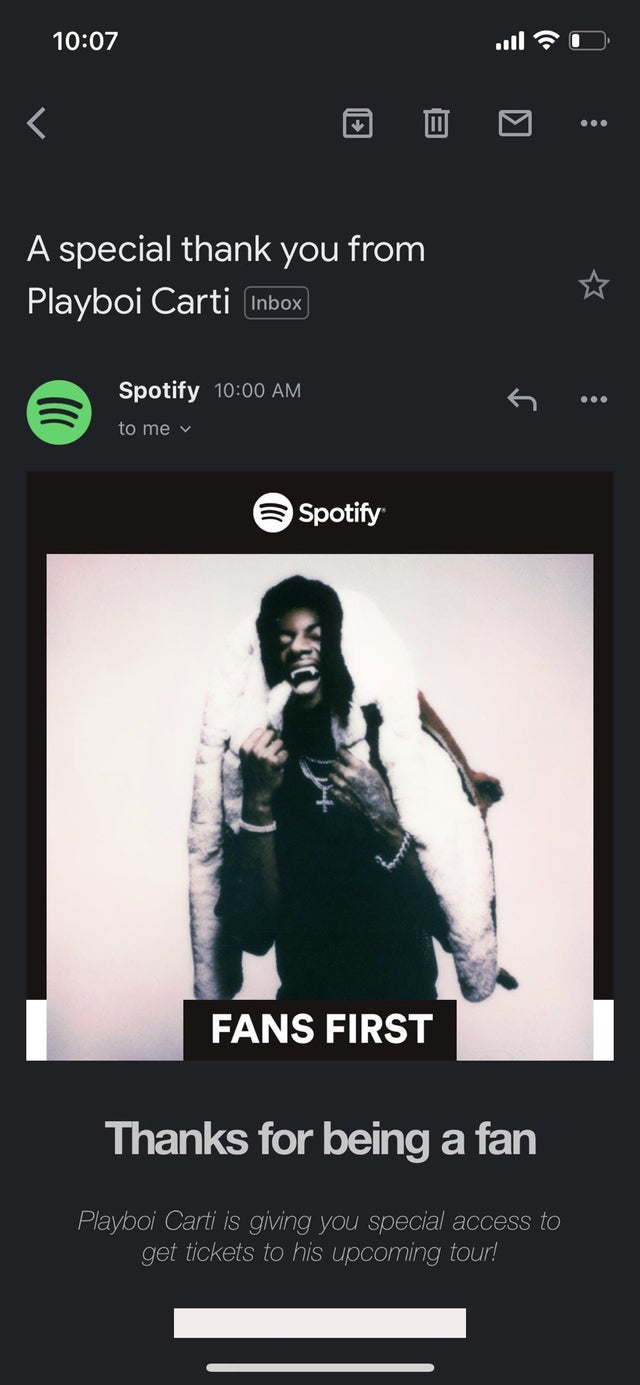 10:07
A special thank you from
Playboi Carti Inbox
Spotify 10:00 AM
to me
Spotify®
FANS FIRST
Thanks for being a fan
Playboi Carti is giving you special access to
get tickets to his upcoming tour!